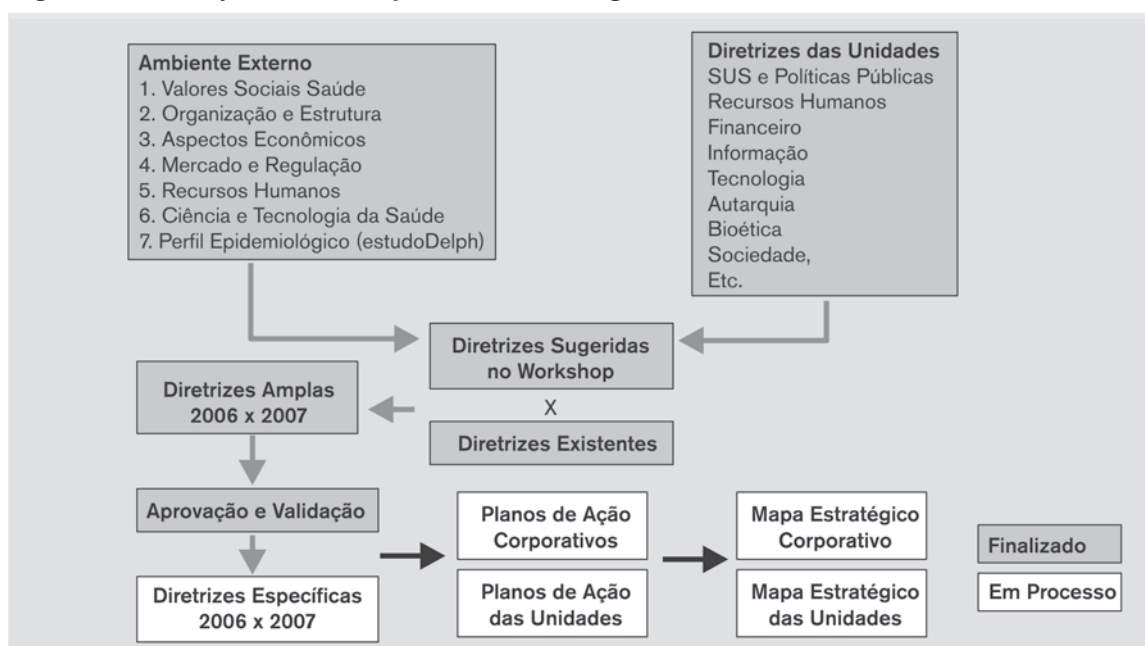 Ambiente Externo
1. Valores Sociais Saúde
2. Organização e Estrutura
3. Aspectos Econômicos
4. Mercado e Regulação
5. Recursos Humanos
6. Ciência e Tecnologia da Saúde
7. Perfil Epidemiológico (estudoDelph)
Diretrizes das Unidades
SUS e Políticas Públicas
Recursos Humanos
Financeiro
Informação
Tecnologia
Autarquia
Bioética
Sociedade,
Etc.
Diretrizes Sugeridas
no Workshop
X
Diretrizes Existentes
Diretrizes Amplas
2006 x 2007
Aprovação e Validação
Diretrizes Específicas
2006 x 2007
Planos de Ação
Corporativos
Planos de Ação
das Unidades
Mapa Estratégico
Corporativo
Mapa Estratégico
das Unidades
Finalizado
Em Processo